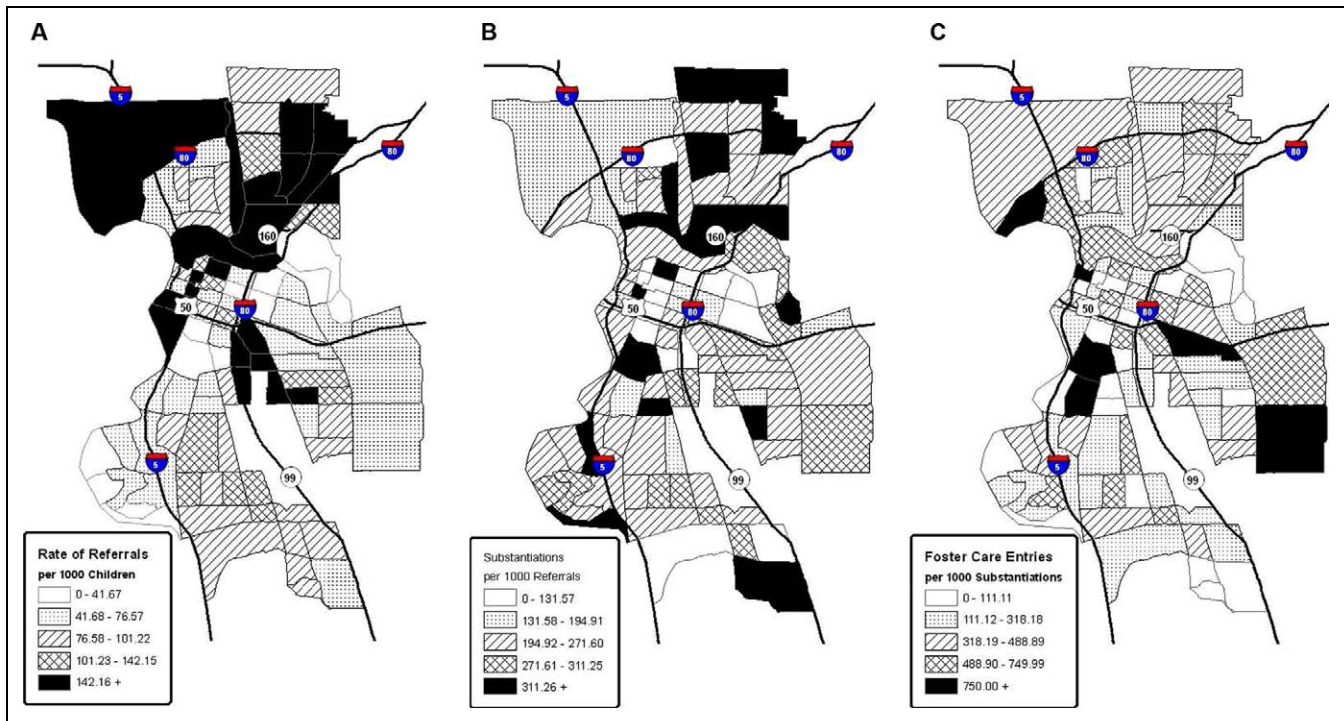 A
B
C
5
80
80
160
50
80
5
99
5
80
80
160
50
80
5
99
5
80
80
160
50
80
5
99
Rate of Referrals
per 1000 Children
0 - 41.67
41.68 - 76.57
76.58 - 101.22
101.23 - 142.15
142.16 +
Substantiations
per 1000 Referrals
0 - 131.57
131.58 - 194.91
194.92 - 271.60
271.61 - 311.25
311.26 +
Foster Care Entries
per 1000 Substantiations
0 - 111.11
111.12 - 318.18
318.19 - 488.89
488.90 - 749.99
750.00 +